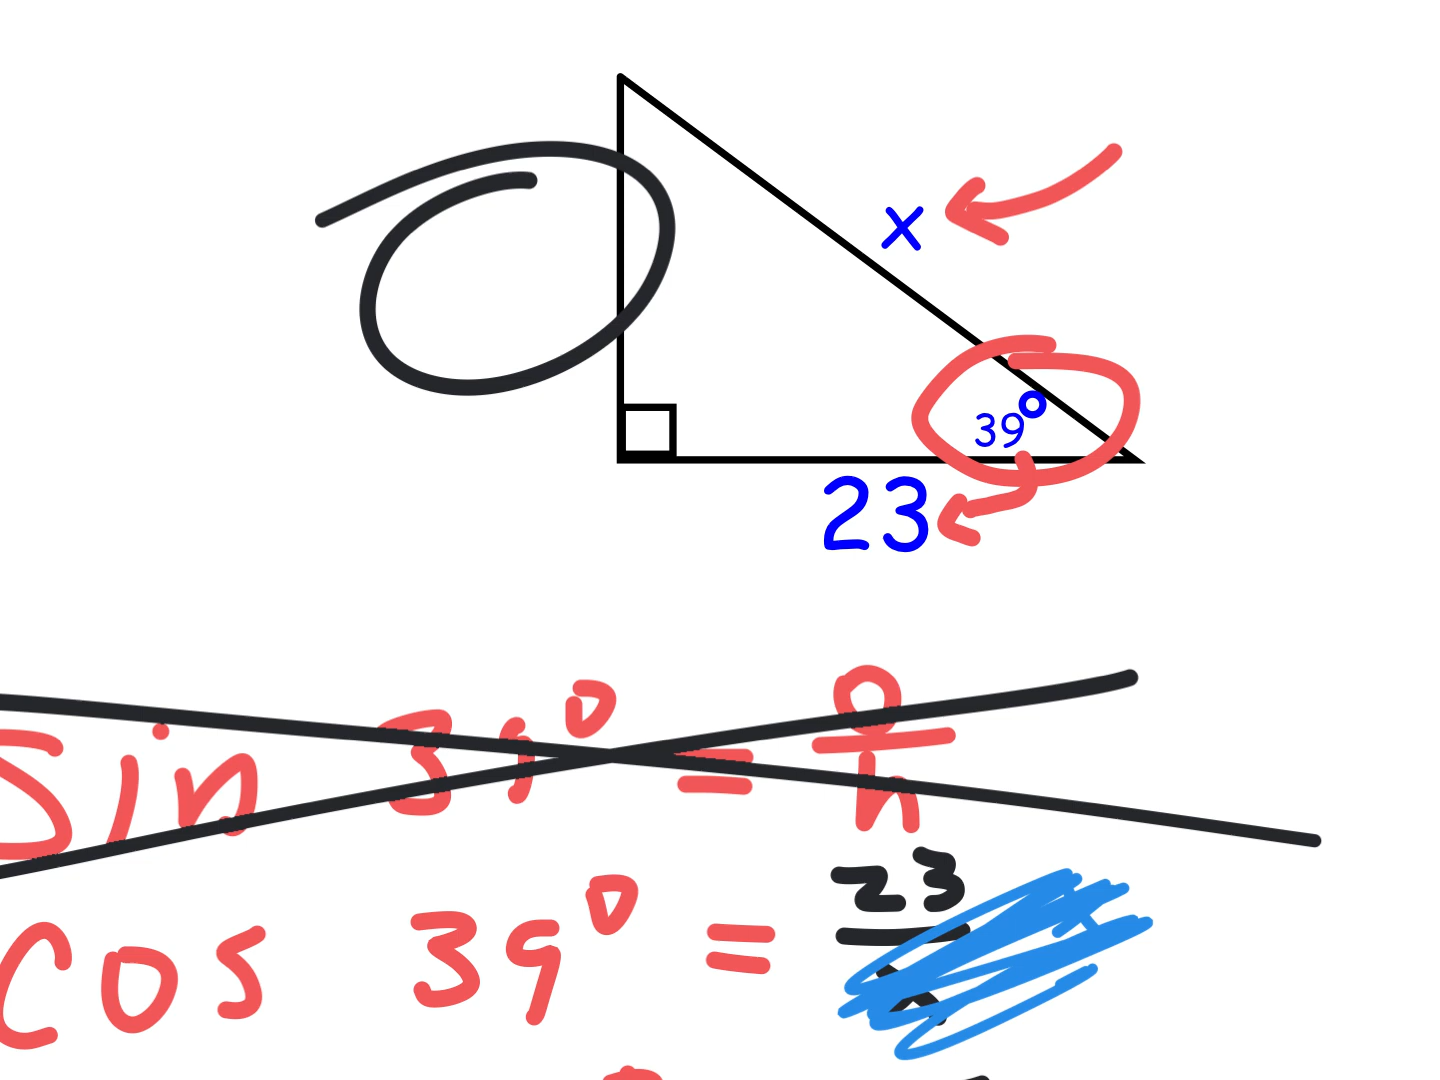 x
39°
23
Sin 39° = o/h
Cos 39° = 23/x